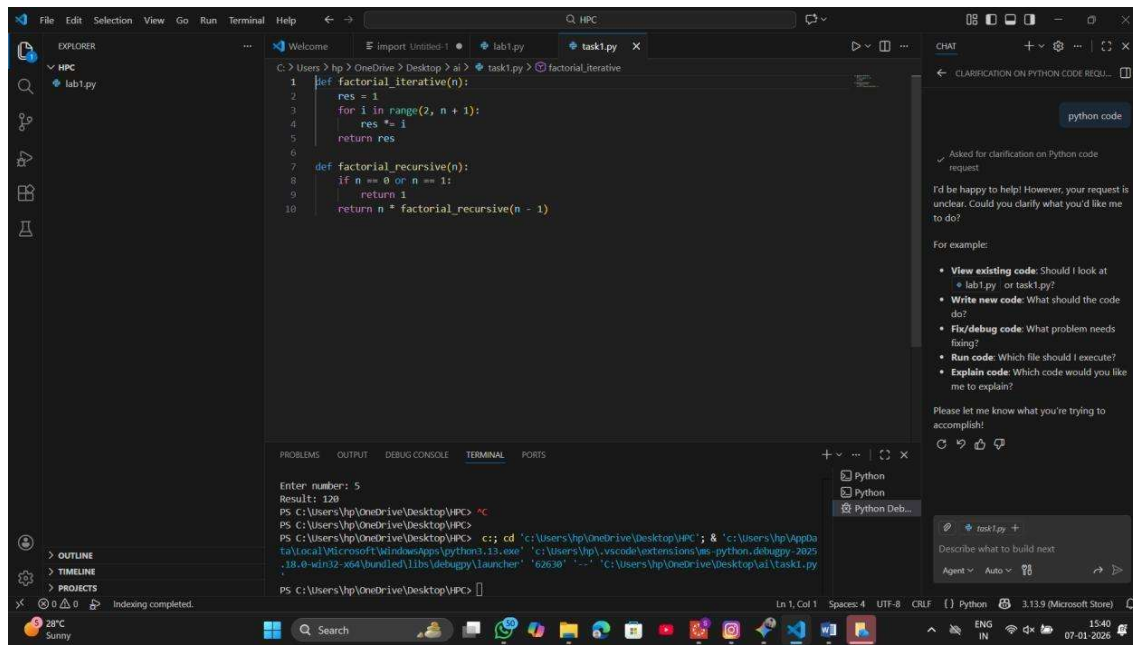 File Edit Selection View Go Run Terminal Help
HPC
EXPLORER
HPC
lab1.py
OUTLINE
TIMELINE
PROJECTS
Welcome
import Untitled-1
lab1.py
task1.py
C: > Users > hp > OneDrive > Desktop > ai > task1.py > factorial_iterative
1 def factorial_iterative(n):
2 res = 1
3 for i in range(2, n + 1):
4 res *= i
5 return res
6
7 def factorial_recursive(n):
8 if n == 0 or n == 1:
9 return 1
10 return n * factorial_recursive(n - 1)
PROBLEMS OUTPUT DEBUG CONSOLE TERMINAL PORTS
Enter number: 5
Result: 120
PS C:\Users\hp\OneDrive\Desktop\HPC> ^C
PS C:\Users\hp\OneDrive\Desktop\HPC>
PS C:\Users\hp\OneDrive\Desktop\HPC> c:; cd 'c:\Users\hp\OneDrive\Desktop\HPC'; & 'c:\Users\hp\AppDa
ta\Local\Microsoft\WindowsApps\python3.13.exe' 'c:\Users\hp\.vscode\extensions\ms-python.debugpy-2025
.18.0-win32-x64\bundled\libs\debugpy\launcher' '62630' '--' 'C:\Users\hp\OneDrive\Desktop\ai\task1.py
'
PS C:\Users\hp\OneDrive\Desktop\HPC>
Python
Python
Python Deb...
CHAT
CLARIFICATION ON PYTHON CODE REQU...
python code
Asked for clarification on Python code
request
I'd be happy to help! However, your request is
unclear. Could you clarify what you'd like me
to do?
For example:
• View existing code: Should I look at
lab1.py or task1.py?
• Write new code: What should the code
do?
• Fix/debug code: What problem needs
fixing?
• Run code: Which file should I execute?
• Explain code: Which code would you like
me to explain?
Please let me know what you're trying to
accomplish!
task1.py
Describe what to build next
Agent Auto
0 0 Indexing completed.
Ln 1, Col 1 Spaces: 4 UTF-8 CRLF { } Python 3.13.9 (Microsoft Store)
5
28°C
Sunny
Search
50
ENG
IN
15:40
07-01-2026